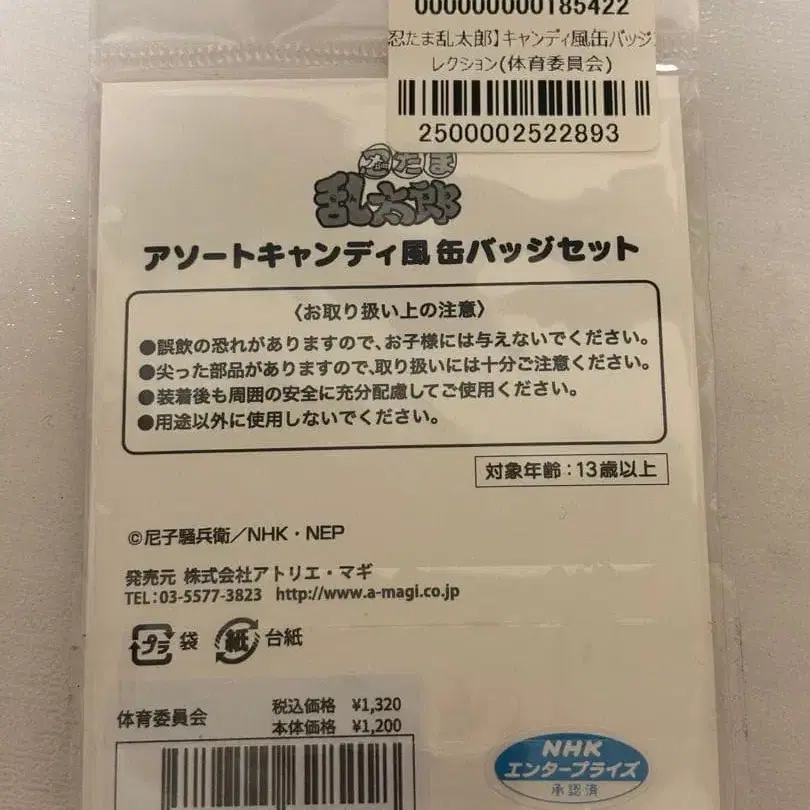 000000000185422
忍たま乱太郎】キャンディ風缶バッジ
レクション(体育委員会)
2500002522893
忍たま
乱太郎
アソートキャンディ風缶バッジセット
〈お取り扱い上の注意〉
●誤飲の恐れがありますので、お子様には与えないでください。
●尖った部品がありますので、取り扱いには十分ご注意ください。
●装着後も周囲の安全に充分配慮してご使用ください。
●用途以外に使用しないでください。
対象年齢：13歳以上
©尼子騒兵衛／NHK・NEP
発売元 株式会社アトリエ・マギ
TEL：03-5577-3823 http://www.a-magi.co.jp
プラ 袋 紙 台紙
体育委員会
税込価格 ¥1,320
本体価格 ¥1,200
NHK
エンタープライズ
承認済